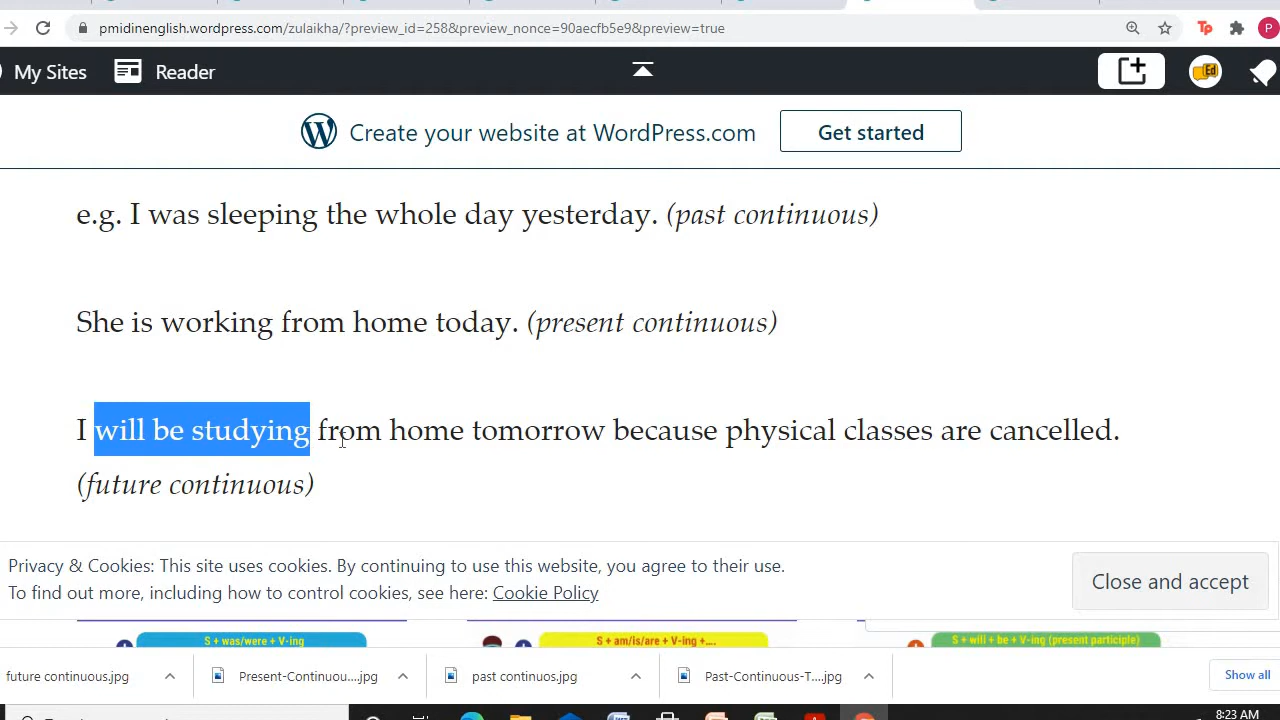 pmidinenglish.wordpress.com/zulaikha/?preview_id=258&preview_nonce=90aecfb5e9&preview=true
Tp
P
My Sites
Reader
Ed
Create your website at WordPress.com
Get started
e.g. I was sleeping the whole day yesterday. (past continuous)
She is working from home today. (present continuous)
I will be studying from home tomorrow because physical classes are cancelled.
(future continuous)
Privacy & Cookies: This site uses cookies. By continuing to use this website, you agree to their use.
To find out more, including how to control cookies, see here: Cookie Policy
Close and accept
S + was/were + V-ing
S + am/is/are + V-ing +....
S + will + be + V-ing (present participle)
future continuous.jpg
Present-Continuou....jpg
past continuos.jpg
Past-Continuous-T....jpg
Show all
8:23 AM